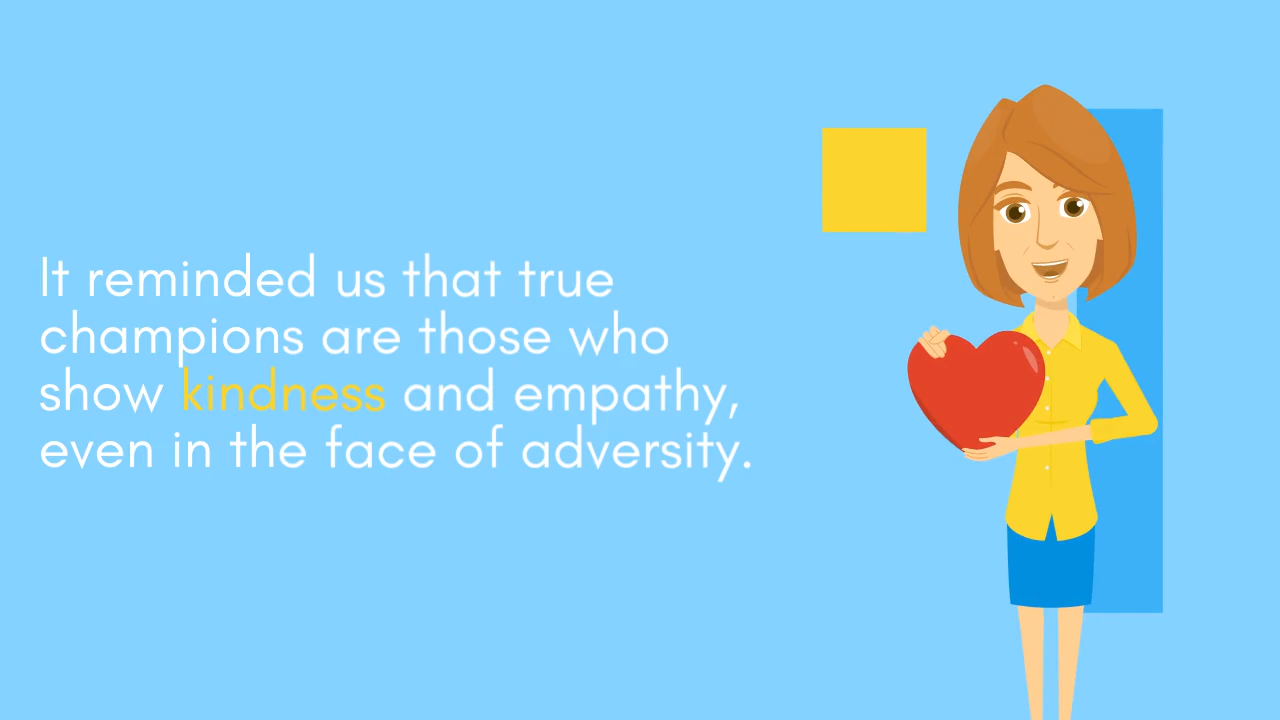 It reminded us that true
champions are those who
show kindness and empathy,
even in the face of adversity.